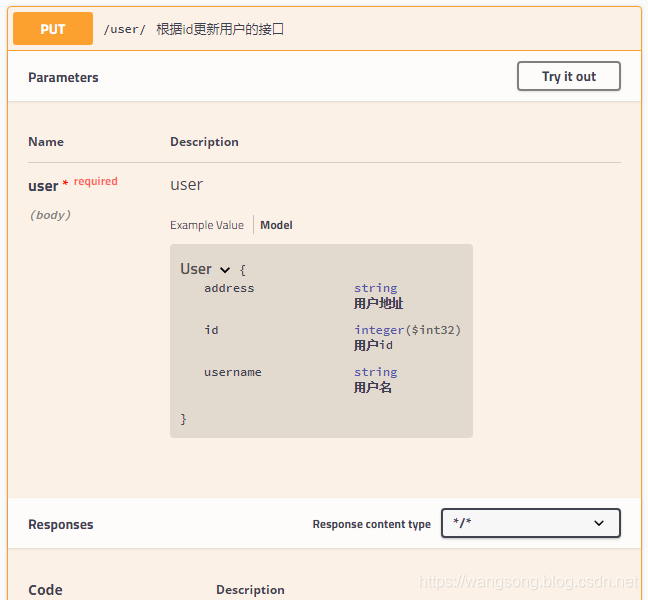 PUT /user/ 根据id更新用户的接口
Parameters Try it out
Name Description
user * required user
(body)
Example Value Model
User {
address string
用户地址
id integer($int32)
用户id
username string
用户名
}
Responses Response content type */*
https://wangsong.blog.csdn.net
Code Description